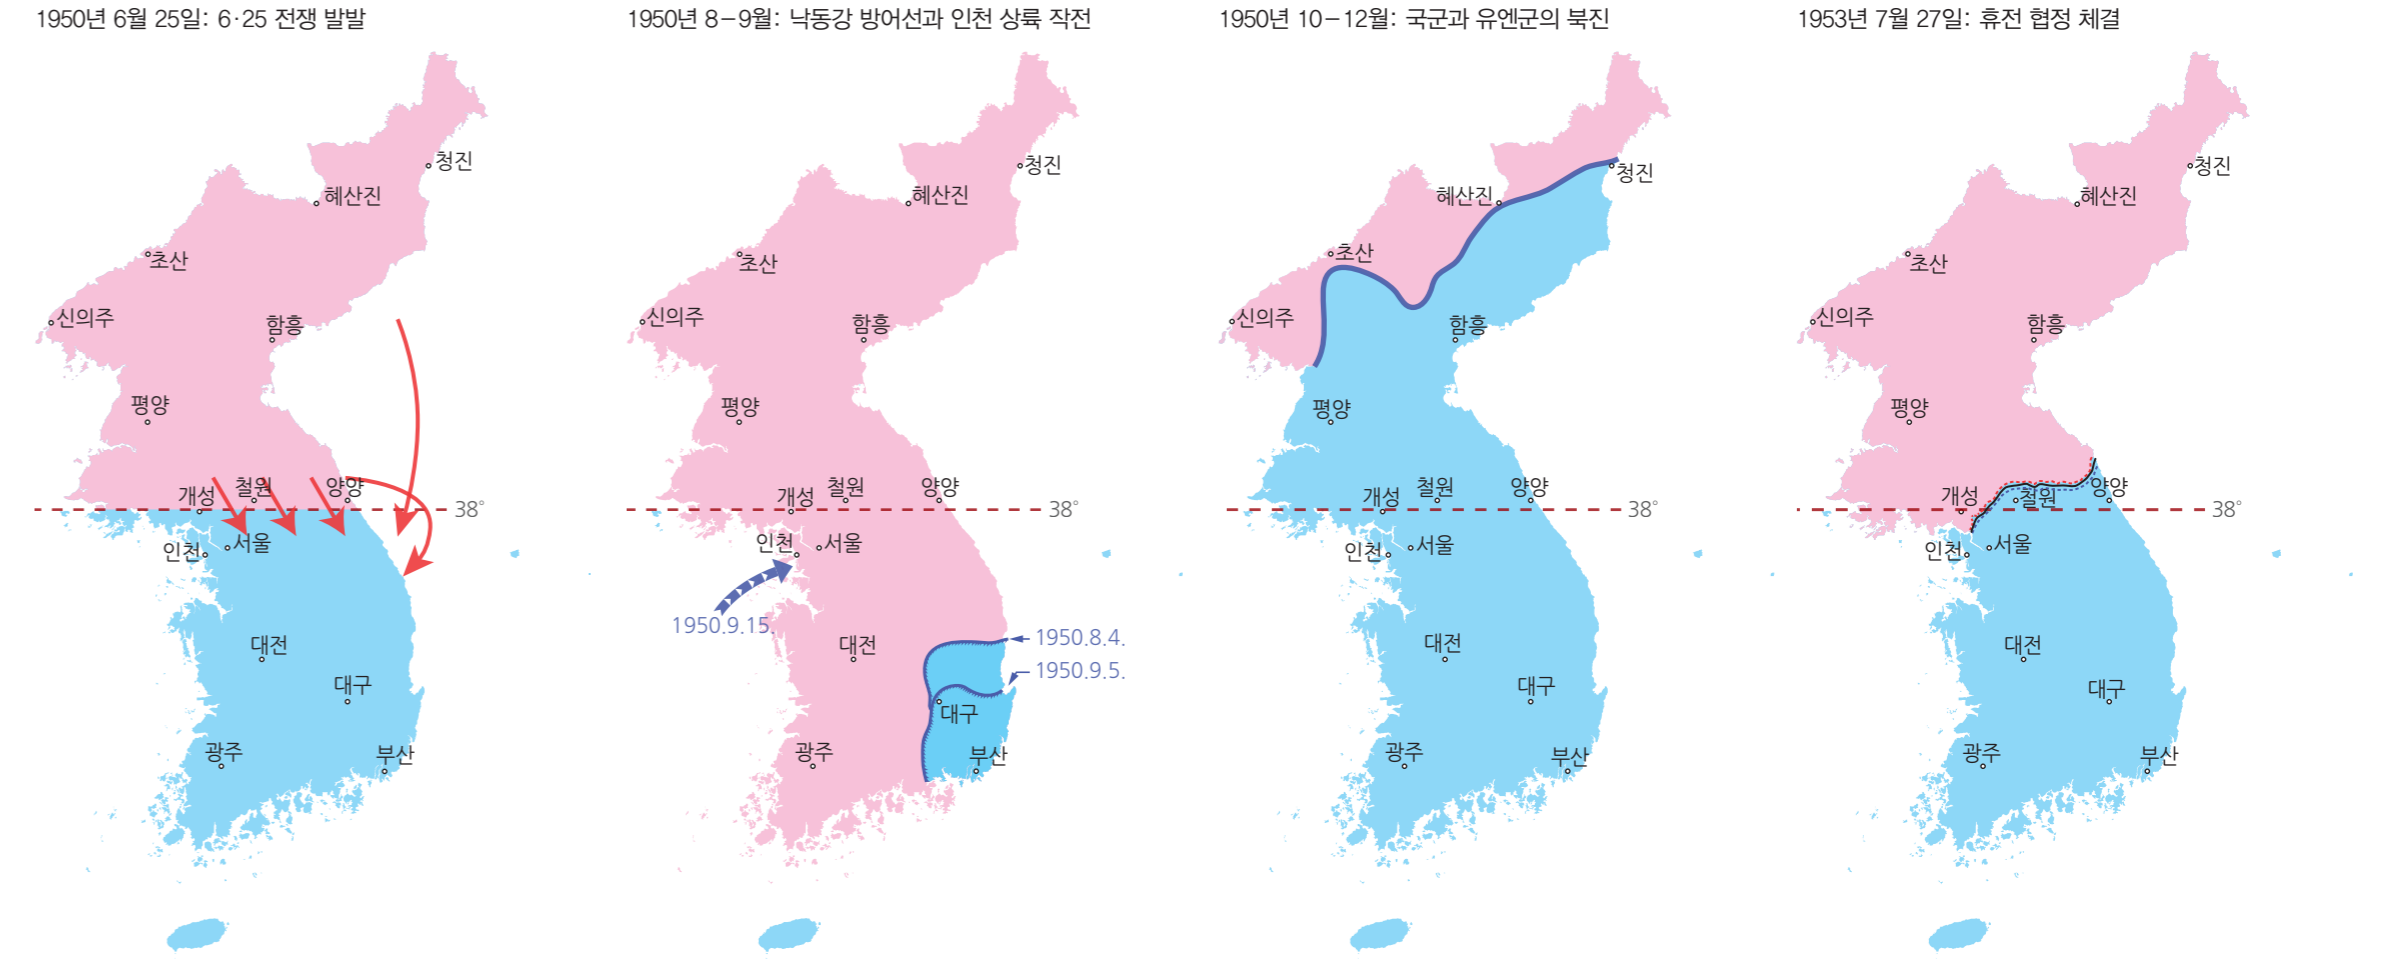 1950년 6월 25일: 6·25 전쟁 발발
청진
혜산진
초산
신의주
함흥
평양
개성
철원
양양
38°
인천
서울
대전
대구
광주
부산
1950년 8-9월: 낙동강 방어선과 인천 상륙 작전
청진
혜산진
초산
신의주
함흥
평양
개성
철원
양양
38°
인천
서울
1950.9.15.
대전
1950.8.4.
1950.9.5.
대구
광주
부산
1950년 10-12월: 국군과 유엔군의 북진
청진
혜산진
초산
신의주
함흥
평양
개성
철원
양양
38°
인천
서울
대전
대구
광주
부산
1953년 7월 27일: 휴전 협정 체결
청진
혜산진
초산
신의주
함흥
평양
개성
철원
양양
38°
인천
서울
대전
대구
광주
부산